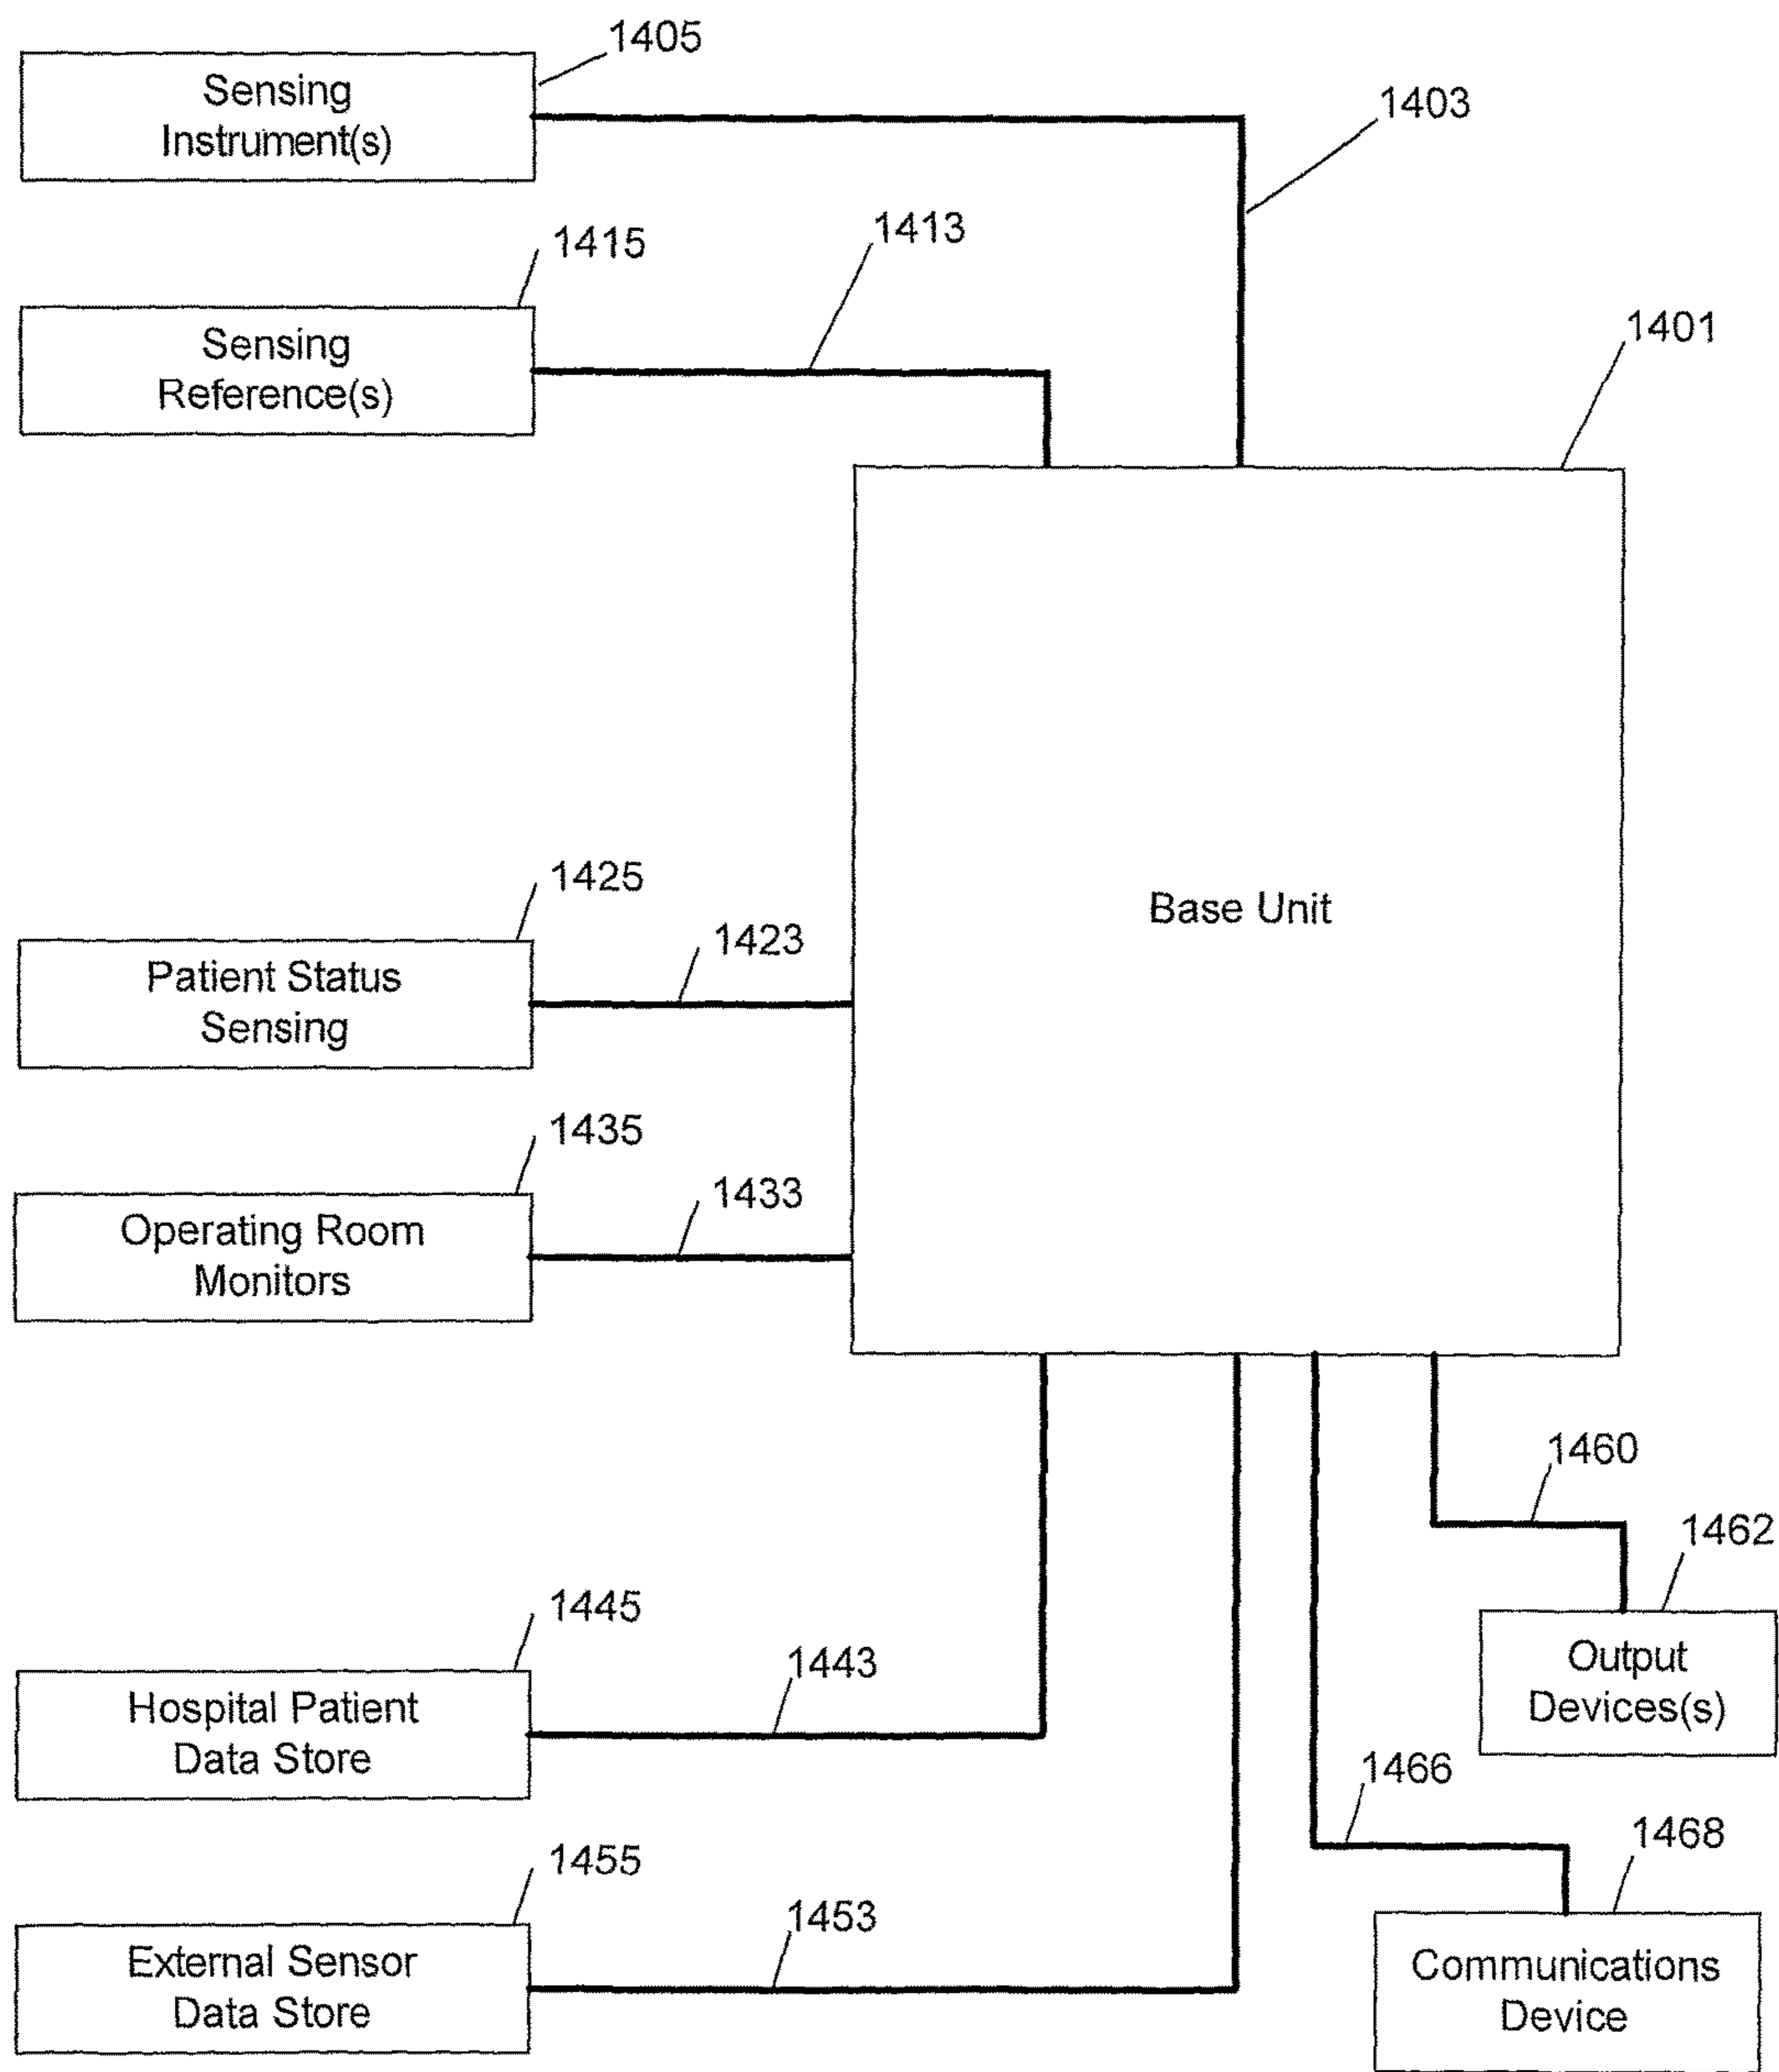 1405
Sensing
Instrument(s)
1403
1415
1413
Sensing
Reference(s)
1401
Base Unit
1425
1423
Patient Status
Sensing
1435
1433
Operating Room
Monitors
1460
1462
Output
Devices(s)
1445
1443
Hospital Patient
Data Store
1466
1468
Communications
Device
1455
1453
External Sensor
Data Store